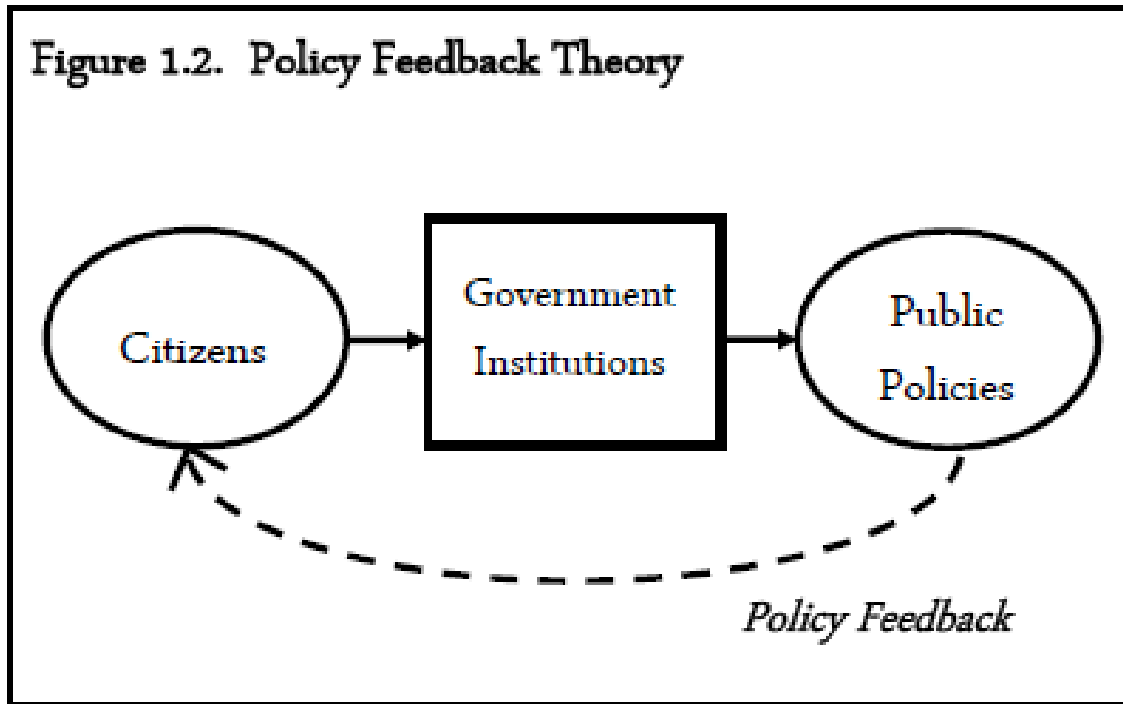 Figure 1.2. Policy Feedback Theory
Citizens
Government
Institutions
Public
Policies
Policy Feedback